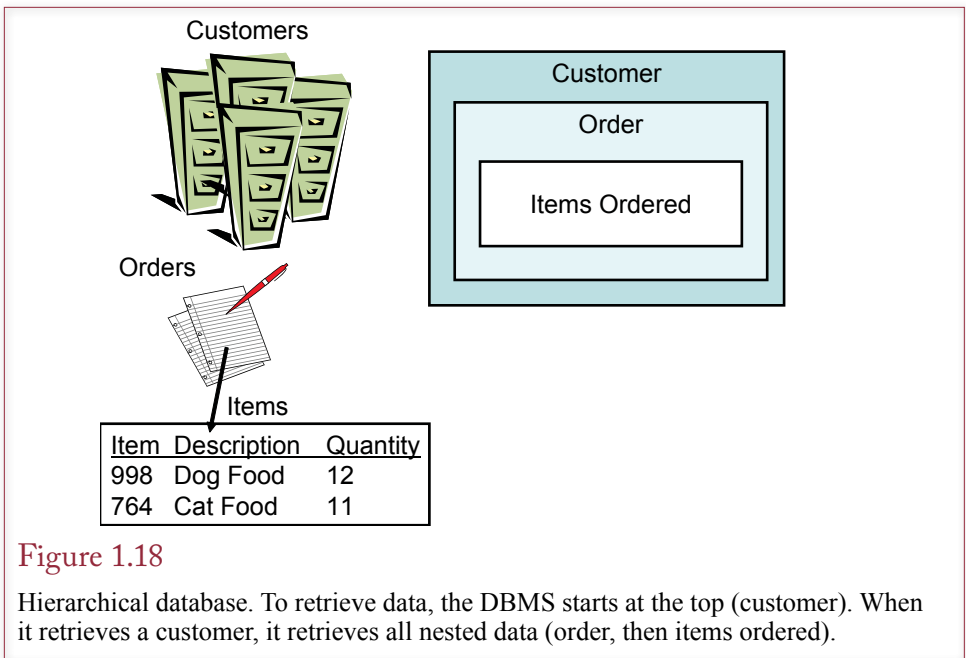 Customers
Customer
Order
Items Ordered
Orders
Items
Item Description Quantity
998 Dog Food 12
764 Cat Food 11
Figure 1.18
Hierarchical database. To retrieve data, the DBMS starts at the top (customer). When
it retrieves a customer, it retrieves all nested data (order, then items ordered).